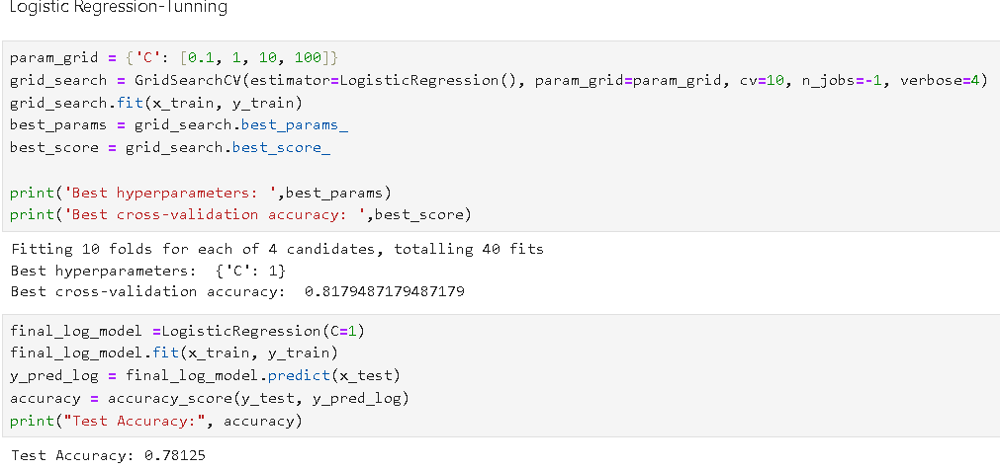 Logistic Regression-Tunning
param_grid = {'C': [0.1, 1, 10, 100]}
grid_search = GridSearchCV(estimator=LogisticRegression(), param_grid=param_grid, cv=10, n_jobs=-1, verbose=4)
grid_search.fit(x_train, y_train)
best_params = grid_search.best_params_
best_score = grid_search.best_score_
print('Best hyperparameters: ',best_params)
print('Best cross-validation accuracy: ',best_score)
Fitting 10 folds for each of 4 candidates, totalling 40 fits
Best hyperparameters:  {'C': 1}
Best cross-validation accuracy:  0.8179487179487179
final_log_model =LogisticRegression(C=1)
final_log_model.fit(x_train, y_train)
y_pred_log = final_log_model.predict(x_test)
accuracy = accuracy_score(y_test, y_pred_log)
print("Test Accuracy:", accuracy)
Test Accuracy: 0.78125